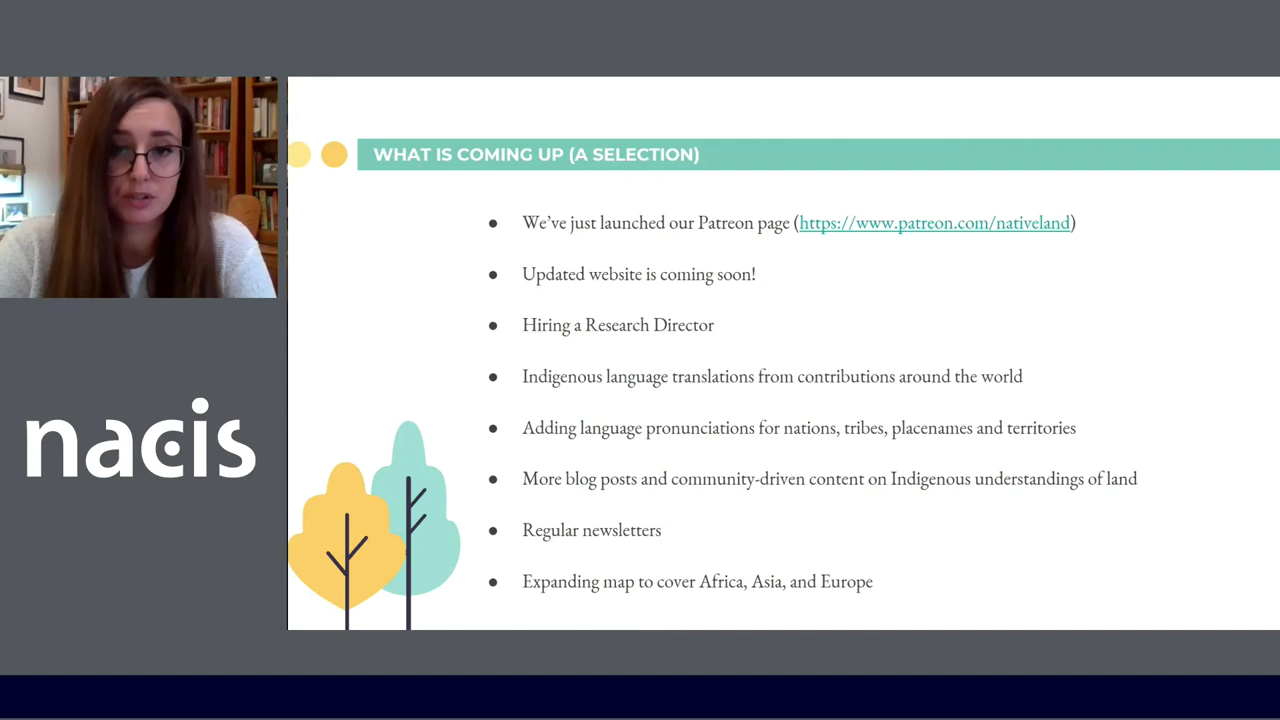 WHAT IS COMING UP (A SELECTION)
● We’ve just launched our Patreon page (https://www.patreon.com/nativeland)
● Updated website is coming soon!
● Hiring a Research Director
● Indigenous language translations from contributions around the world
● Adding language pronunciations for nations, tribes, placenames and territories
● More blog posts and community-driven content on Indigenous understandings of land
● Regular newsletters
● Expanding map to cover Africa, Asia, and Europe
nacis